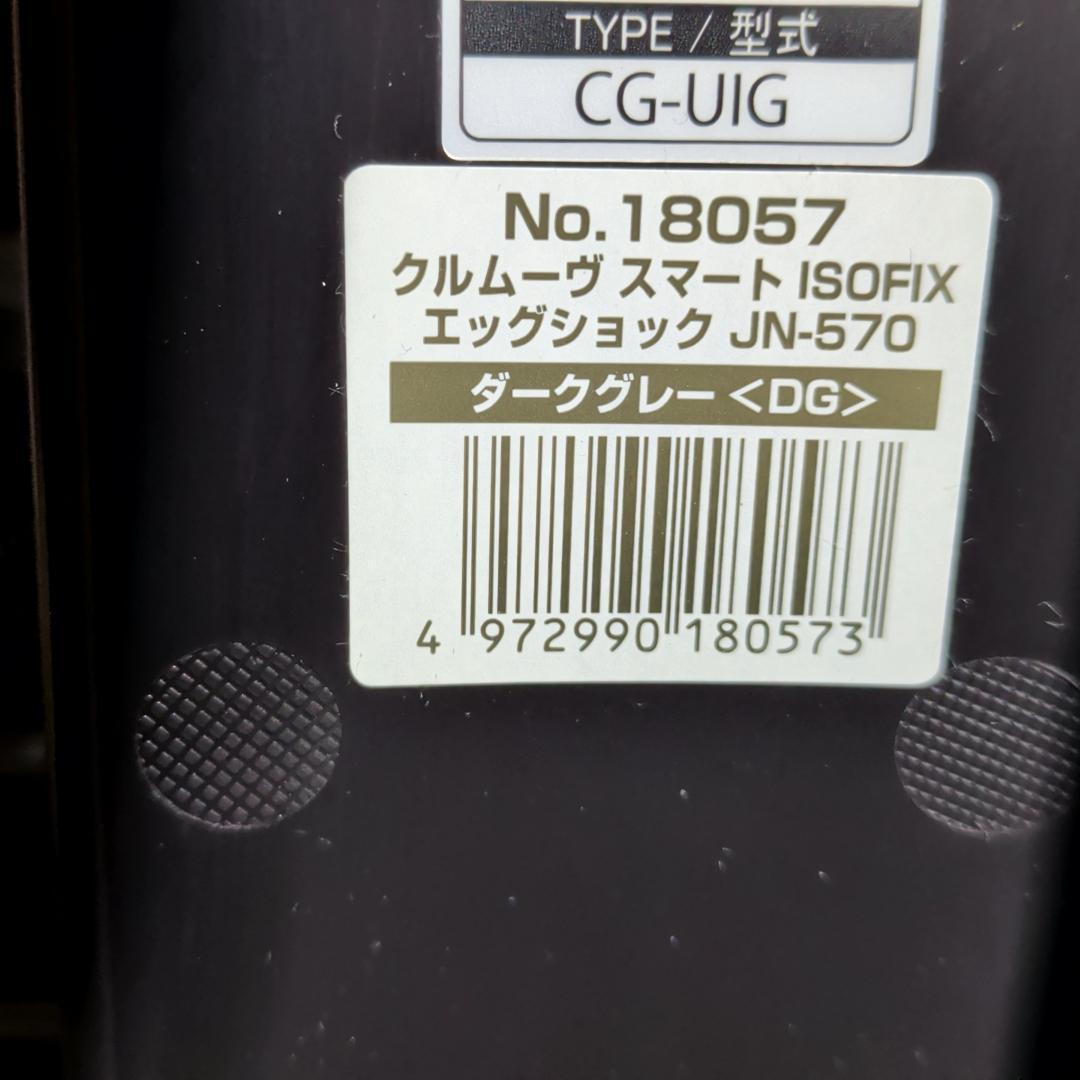 TYPE / 型式
CG-UIG
No.18057
クルムーヴ スマート ISOFIX
エッグショック JN-570
ダークグレー<DG>
4 972990 180573